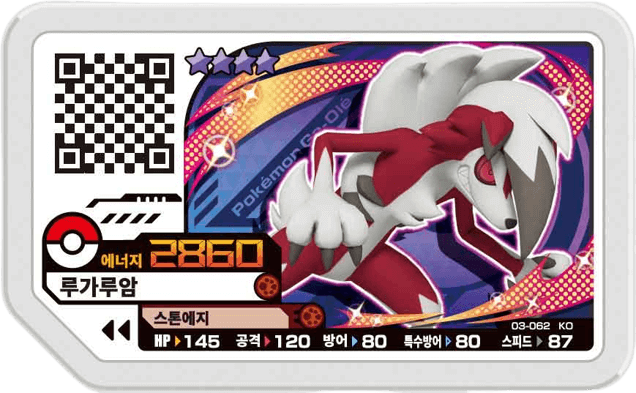 Pokémon Ga-Olé
에너지 2860
루가루암
스톤에지
03-062 KO
HP 145 공격 120 방어 80 특수방어 80 스피드 87